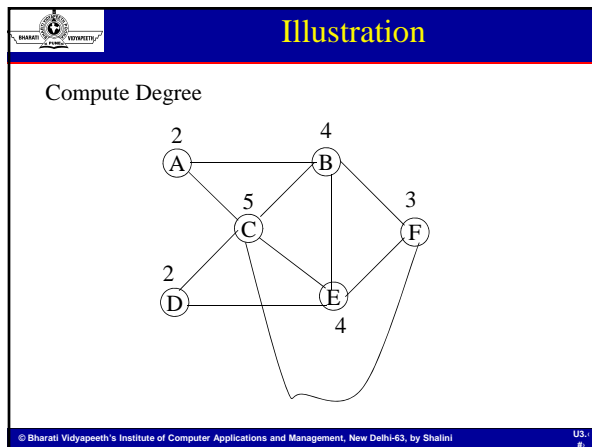 BHARATI VIDYAPEETH
PUNE
Illustration
Compute Degree
2
4
A
B
5
3
C
F
2
D
E
4
© Bharati Vidyapeeth's Institute of Computer Applications and Management, New Delhi-63, by Shalini
U3.
#